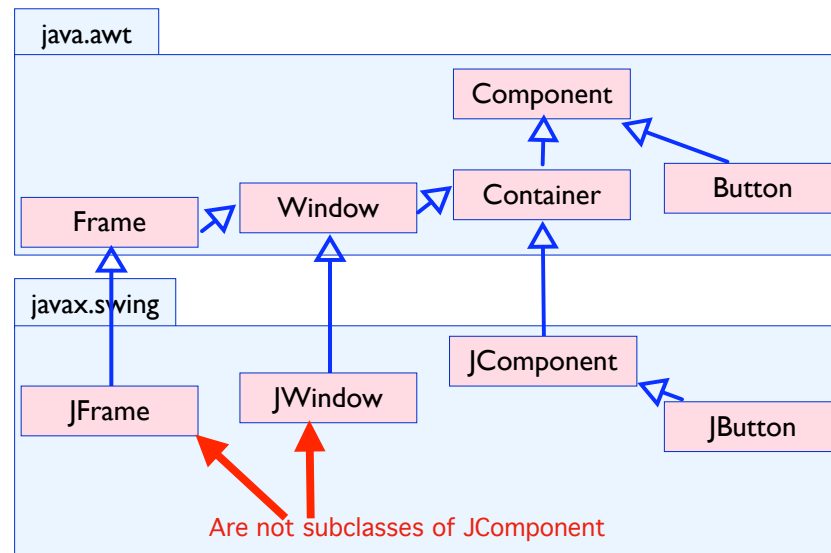 java.awt
Component
Button
Container
Window
Frame
javax.swing
JComponent
JWindow
JFrame
JButton
Are not subclasses of JComponent